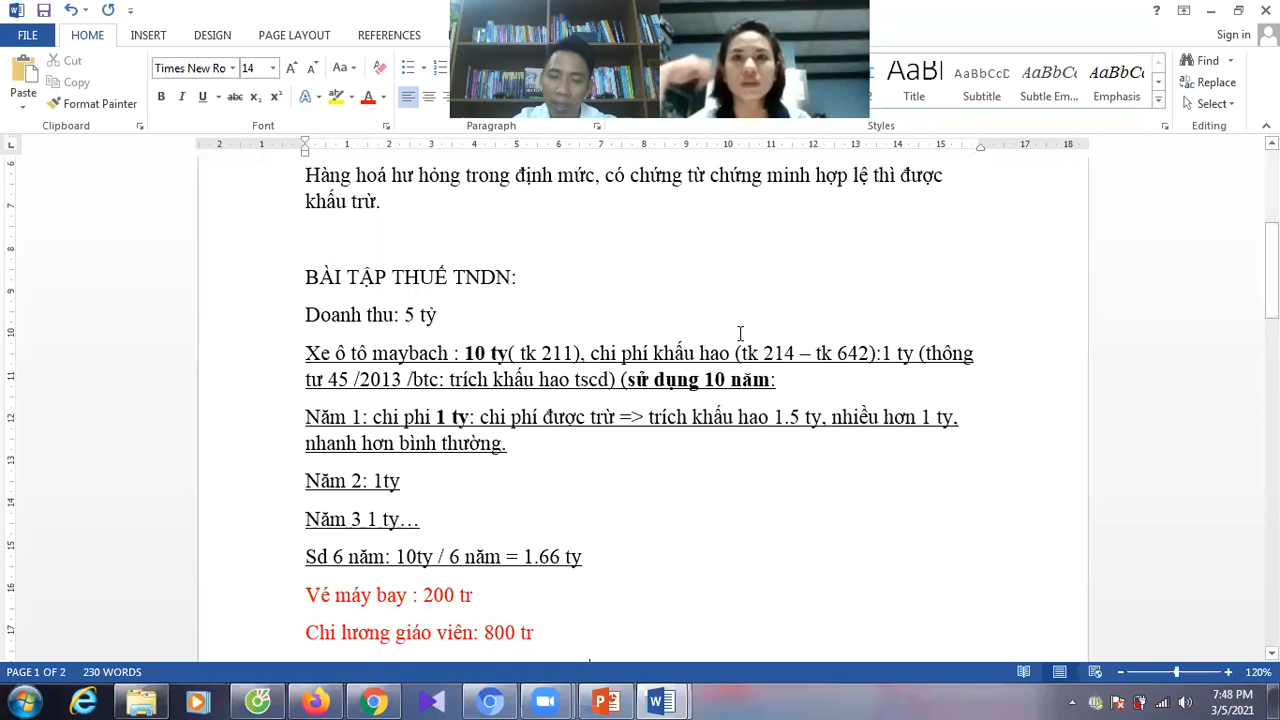 FILE HOME INSERT DESIGN PAGE LAYOUT REFERENCES Sign in
Cut
Copy
Format Painter
Paste
Clipboard
Times New Ro 14
Font
Paragraph
Title Subtitle Subtle Em... Emphasis
Styles
Find
Replace
Select
Editing
Hàng hoá hư hỏng trong định mức, có chứng từ chứng minh hợp lệ thì được
khấu trừ.
BÀI TẬP THUẾ TNDN:
Doanh thu: 5 tỷ
Xe ô tô maybach : 10 ty( tk 211), chi phí khấu hao (tk 214 – tk 642):1 ty (thông
tư 45 /2013 /btc: trích khấu hao tscd) (sử dụng 10 năm:
Năm 1: chi phi 1 ty: chi phí được trừ => trích khấu hao 1.5 ty, nhiều hơn 1 ty,
nhanh hơn bình thường.
Năm 2: 1ty
Năm 3 1 ty…
Sd 6 năm: 10ty / 6 năm = 1.66 ty
Vé máy bay : 200 tr
Chi lương giáo viên: 800 tr
PAGE 1 OF 2 230 WORDS 120%
7:48 PM
3/5/2021